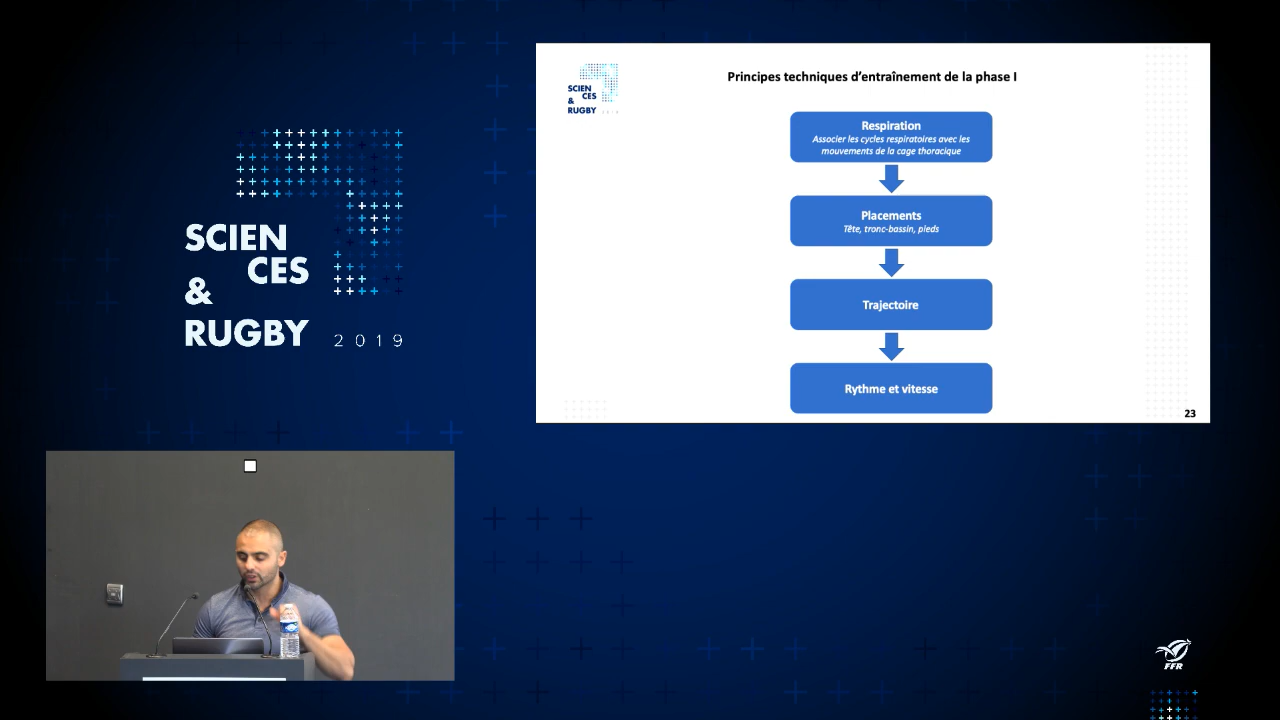 SCIEN
CES
&
RUGBY 2019
SCIEN
CES
&
RUGBY 2019
Principes techniques d’entraînement de la phase I
Respiration
Associer les cycles respiratoires avec les
mouvements de la cage thoracique
Placements
Tête, tronc-bassin, pieds
Trajectoire
Rythme et vitesse
23
FFR